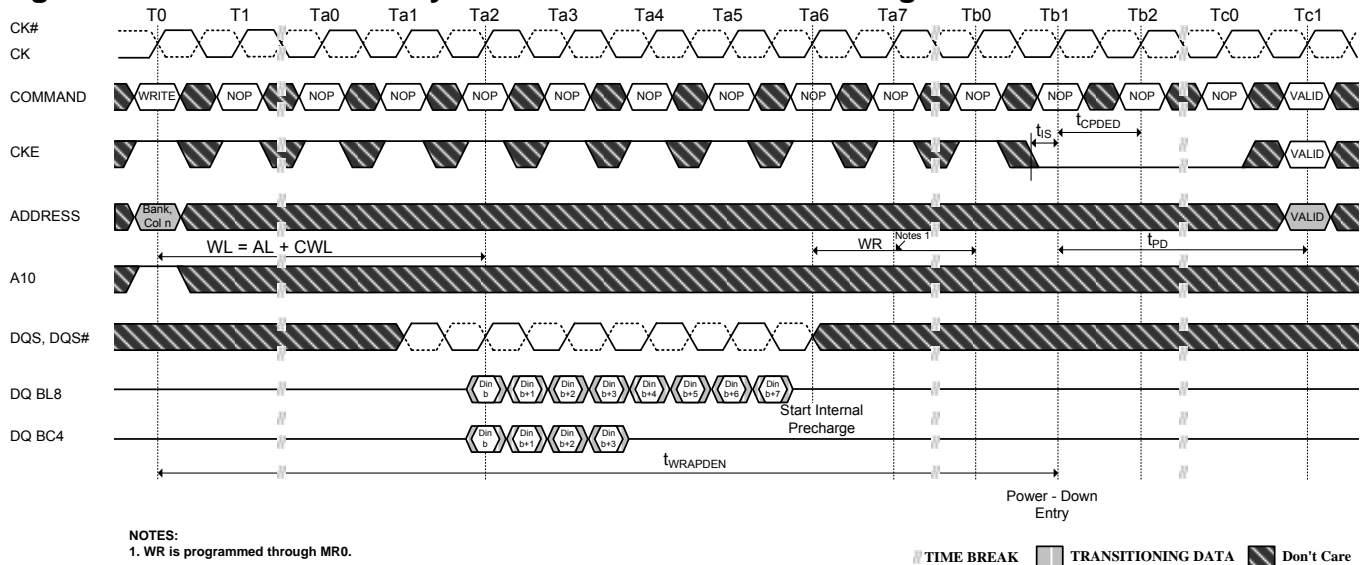 T0 T1 Ta0 Ta1 Ta2 Ta3 Ta4 Ta5 Ta6 Ta7 Tb0 Tb1 Tb2 Tc0 Tc1
CK#
CK
COMMAND WRITE NOP NOP NOP NOP NOP NOP NOP NOP NOP NOP NOP NOP NOP VALID
tIS tCPDED
CKE VALID
ADDRESS Bank, Col n VALID
WL = AL + CWL WR Notes 1 tPD
A10
DQS, DQS#
DQ BL8 Din b Din b+1 Din b+2 Din b+3 Din b+4 Din b+5 Din b+6 Din b+7
Start Internal
Precharge
DQ BC4 Din b Din b+1 Din b+2 Din b+3
tWRAPDEN
Power - Down
Entry
NOTES:
1. WR is programmed through MR0.
TIME BREAK TRANSITIONING DATA Don't Care